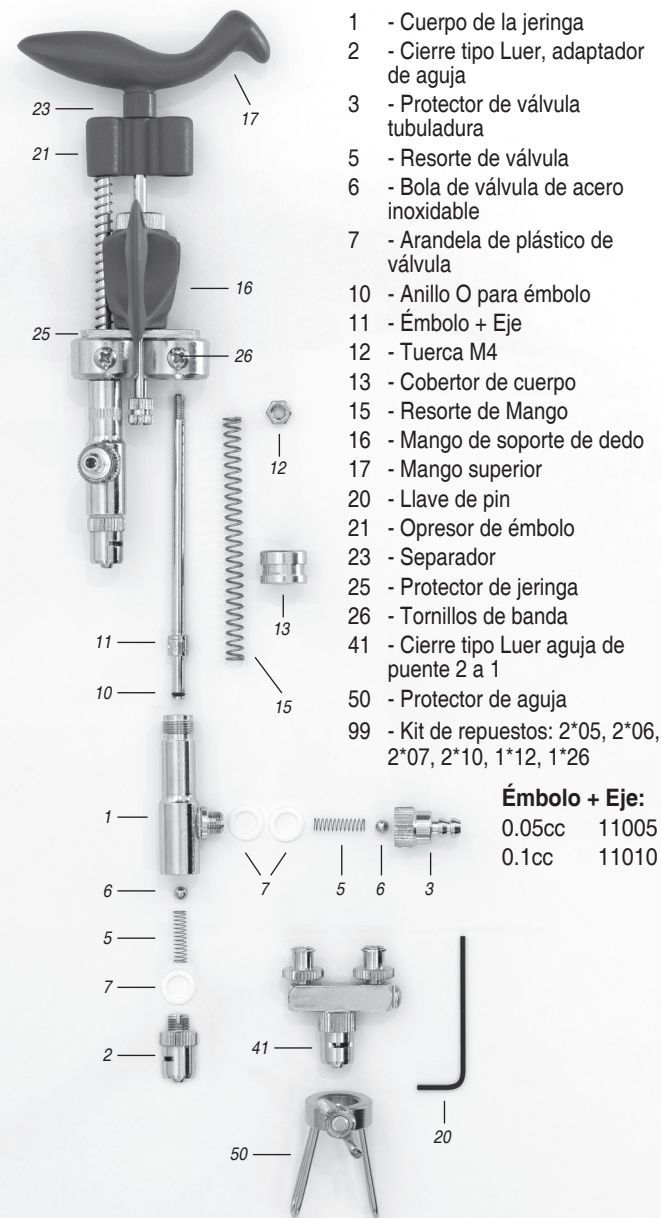 1 - Cuerpo de la jeringa
2 - Cierre tipo Luer, adaptador
de aguja
3 - Protector de válvula
tubuladura
5 - Resorte de válvula
6 - Bola de válvula de acero
inoxidable
7 - Arandela de plástico de
válvula
10 - Anillo O para émbolo
11 - Émbolo + Eje
12 - Tuerca M4
13 - Cobertor de cuerpo
15 - Resorte de Mango
16 - Mango de soporte de dedo
17 - Mango superior
20 - Llave de pin
21 - Opresor de émbolo
23 - Separador
25 - Protector de jeringa
26 - Tornillos de banda
41 - Cierre tipo Luer aguja de
puente 2 a 1
50 - Protector de aguja
99 - Kit de repuestos: 2*05, 2*06,
2*07, 2*10, 1*12, 1*26
Émbolo + Eje:
0.05cc 11005
0.1cc 11010
23
17
21
16
25
26
12
13
11
10
15
1
7
5
6
3
6
5
7
2
41
20
50